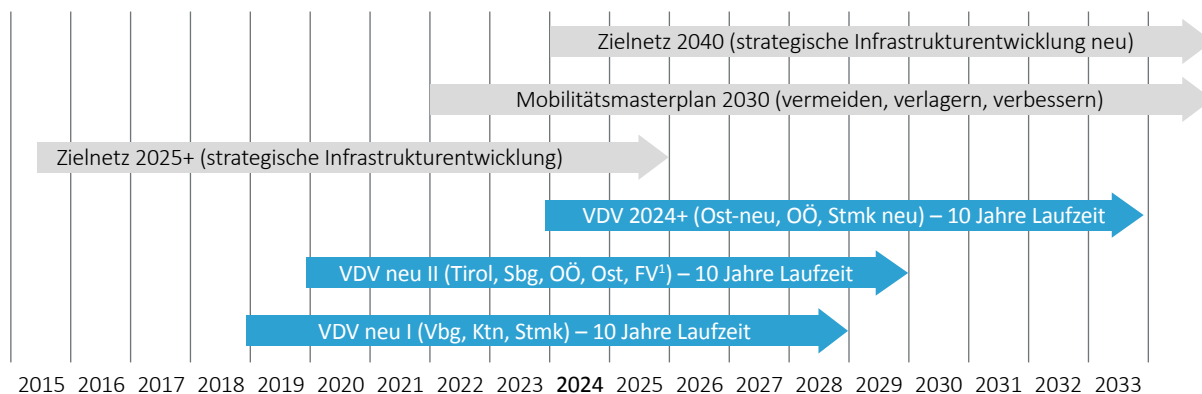 Zielnetz 2040 (strategische Infrastrukturentwicklung neu)
Mobilitätsmasterplan 2030 (vermeiden, verlagern, verbessern)
Zielnetz 2025+ (strategische Infrastrukturentwicklung)
VDV 2024+ (Ost-neu, OÖ, Stmk neu) – 10 Jahre Laufzeit
VDV neu II (Tirol, Sbg, OÖ, Ost, FV¹) – 10 Jahre Laufzeit
VDV neu I (Vbg, Ktn, Stmk) – 10 Jahre Laufzeit
2015 2016 2017 2018 2019 2020 2021 2022 2023 2024 2025 2026 2027 2028 2029 2030 2031 2032 2033